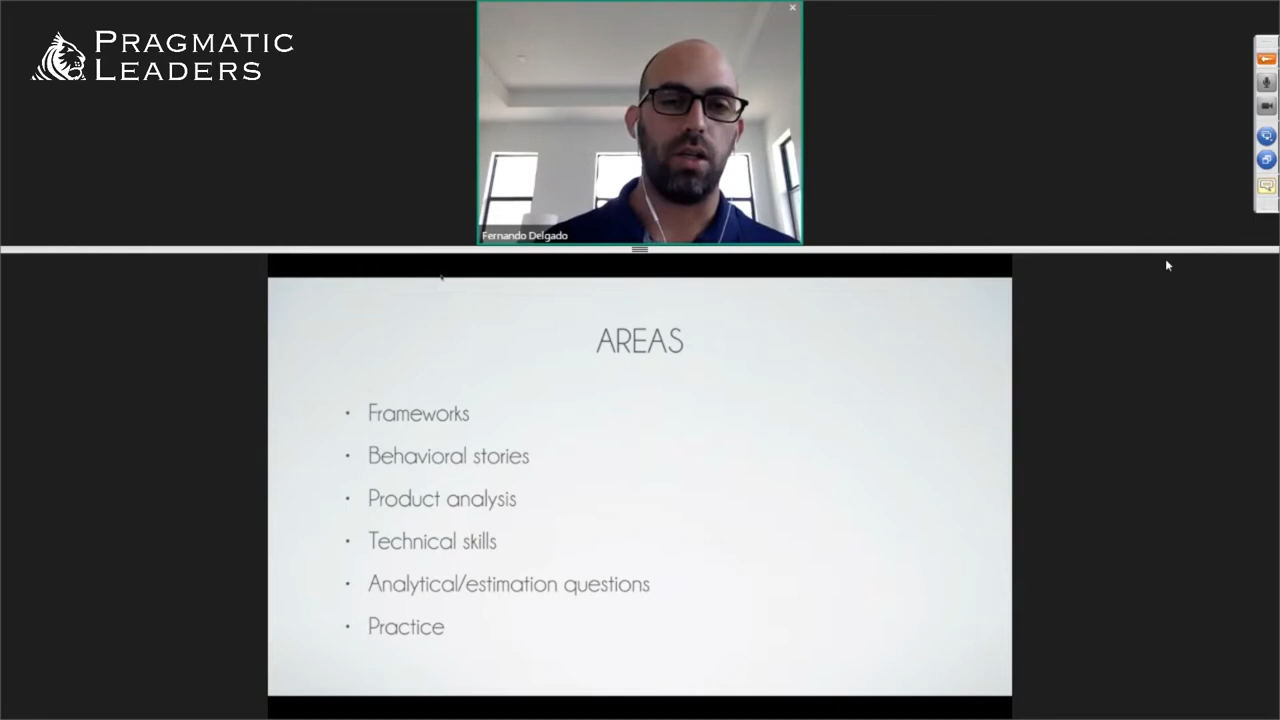 PRAGMATIC
LEADERS
Fernando Delgado
AREAS
• Frameworks
• Behavioral stories
• Product analysis
• Technical skills
• Analytical/estimation questions
• Practice